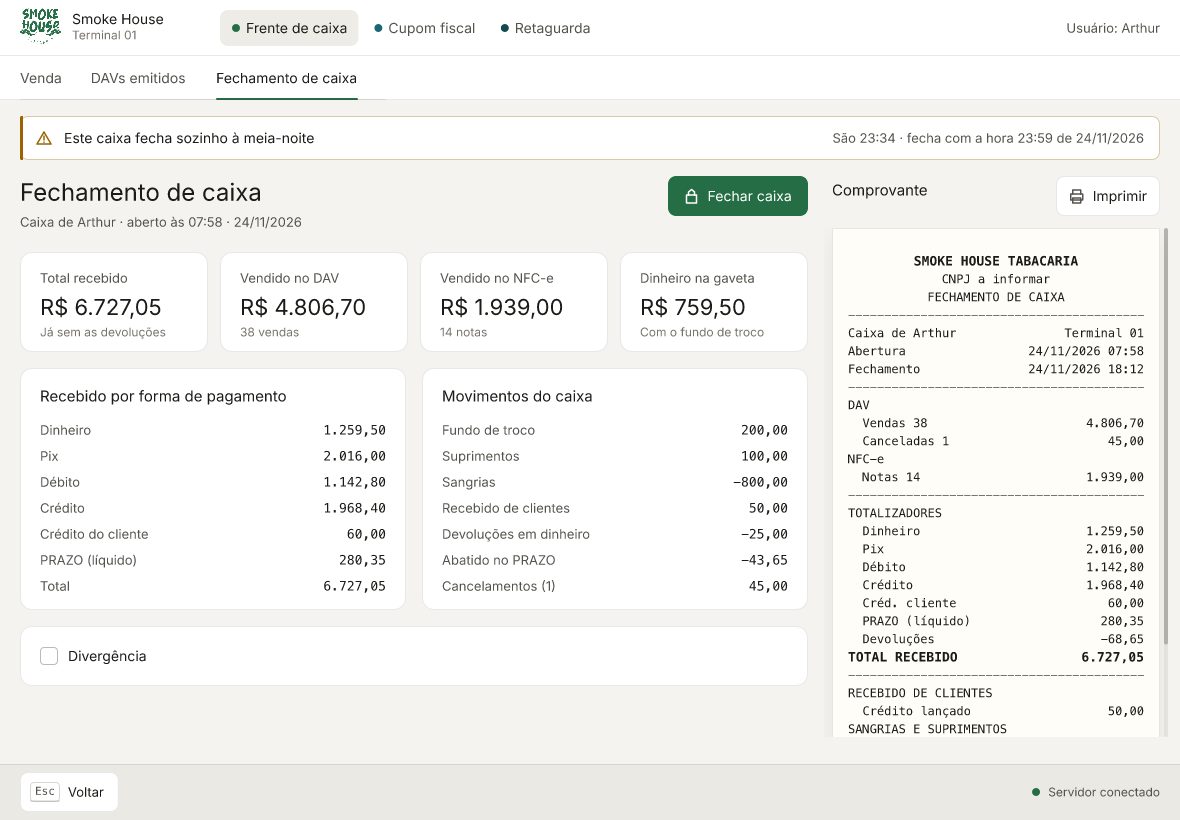 SMOKE HOUSE
Smoke House
Terminal 01
Frente de caixa
Cupom fiscal
Retaguarda
Usuário: Arthur
Venda
DAVs emitidos
Fechamento de caixa
Este caixa fecha sozinho à meia-noite
São 23:34 · fecha com a hora 23:59 de 24/11/2026
Fechamento de caixa
Caixa de Arthur · aberto às 07:58 · 24/11/2026
Fechar caixa
Total recebido
R$ 6.727,05
Já sem as devoluções
Vendido no DAV
R$ 4.806,70
38 vendas
Vendido no NFC-e
R$ 1.939,00
14 notas
Dinheiro na gaveta
R$ 759,50
Com o fundo de troco
Recebido por forma de pagamento
Dinheiro 1.259,50
Pix 2.016,00
Débito 1.142,80
Crédito 1.968,40
Crédito do cliente 60,00
PRAZO (líquido) 280,35
Total 6.727,05
Movimentos do caixa
Fundo de troco 200,00
Suprimentos 100,00
Sangrias −800,00
Recebido de clientes 50,00
Devoluções em dinheiro −25,00
Abatido no PRAZO −43,65
Cancelamentos (1) 45,00
Divergência
Comprovante
Imprimir
SMOKE HOUSE TABACARIA
CNPJ a informar
FECHAMENTO DE CAIXA
Caixa de Arthur Terminal 01
Abertura 24/11/2026 07:58
Fechamento 24/11/2026 18:12
DAV
Vendas 38 4.806,70
Canceladas 1 45,00
NFC-e
Notas 14 1.939,00
TOTALIZADORES
Dinheiro 1.259,50
Pix 2.016,00
Débito 1.142,80
Crédito 1.968,40
Créd. cliente 60,00
PRAZO (líquido) 280,35
Devoluções −68,65
TOTAL RECEBIDO 6.727,05
RECEBIDO DE CLIENTES
Crédito lançado 50,00
SANGRIAS E SUPRIMENTOS
Esc Voltar
Servidor conectado